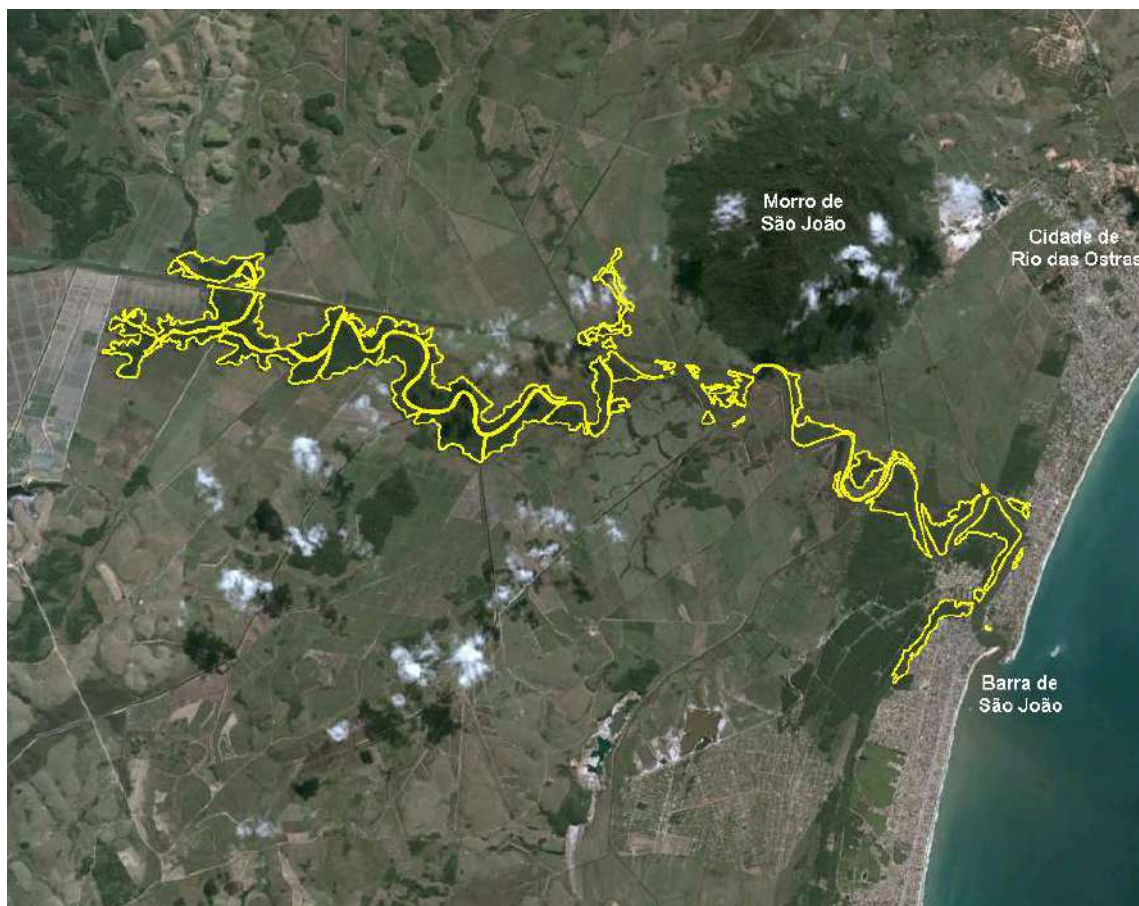 Morro de
São João
Cidade de
Rio das Ostras
Barra de
São João